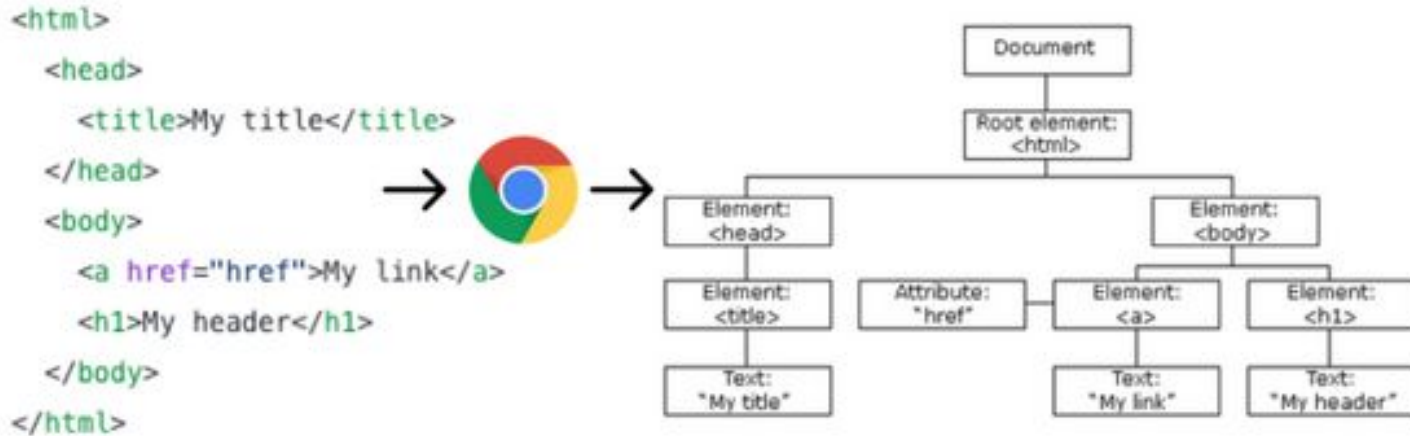 <html>
<head>
<title>My title</title>
</head>
<body>
<a href="href">My link</a>
<h1>My header</h1>
</body>
</html>
Document
Root element:
<html>
Element:
<head>
Element:
<body>
Element:
<title>
Attribute:
"href"
Element:
<a>
Element:
<h1>
Text:
"My title"
Text:
"My link"
Text:
"My header"